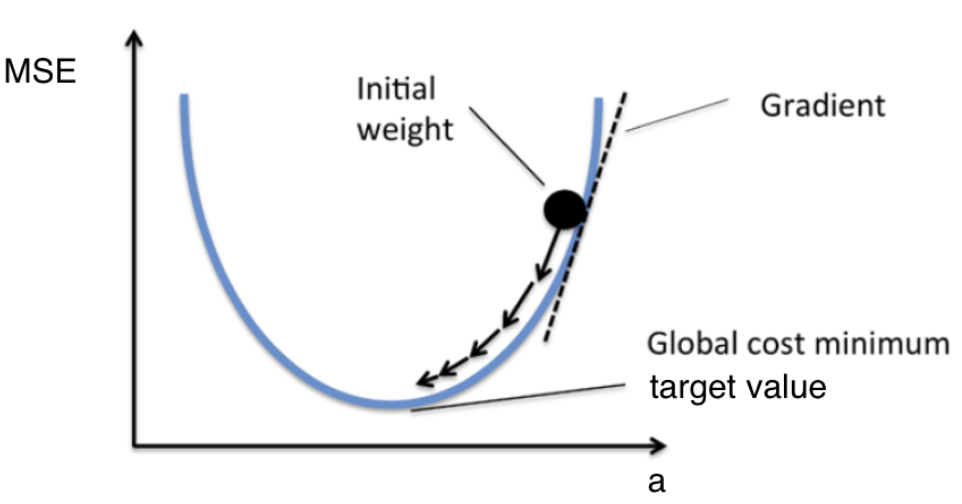 MSE
Initial
weight
Gradient
Global cost minimum
target value
a